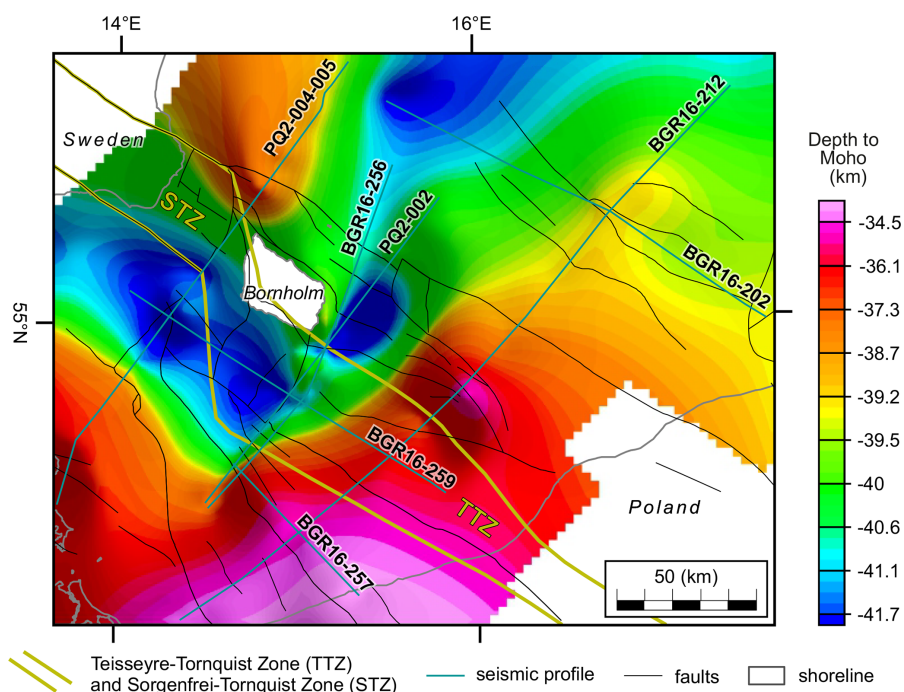 14°E
16°E
Sweden
PQ2-004-005
BGR16-212
Depth to
Moho
(km)
BGR16-256
STZ
PQ2-002
-34.5
BGR16-202
-36.1
Bornholm
-37.3
55°N
-38.7
-39.2
-39.5
BGR16-259
-40
TTZ
Poland
-40.6
BGR16-257
50 (km)
-41.1
-41.7
Teisseyre-Tornquist Zone (TTZ)
and Sorgenfrei-Tornquist Zone (STZ)
seismic profile
faults
shoreline